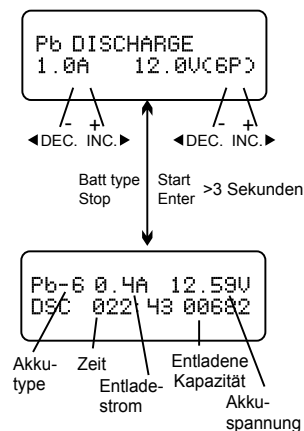 Pb DISCHARGE
1.0A 12.0V(6P)
- + - +
◄DEC. INC.► ◄DEC. INC.►
Batt type Start >3 Sekunden
Stop Enter
Pb-6 0.4A 12.59V
DSC 022:43 00682
Akku- Zeit Entlade- Entladene Akku-
type strom Kapazität spannung